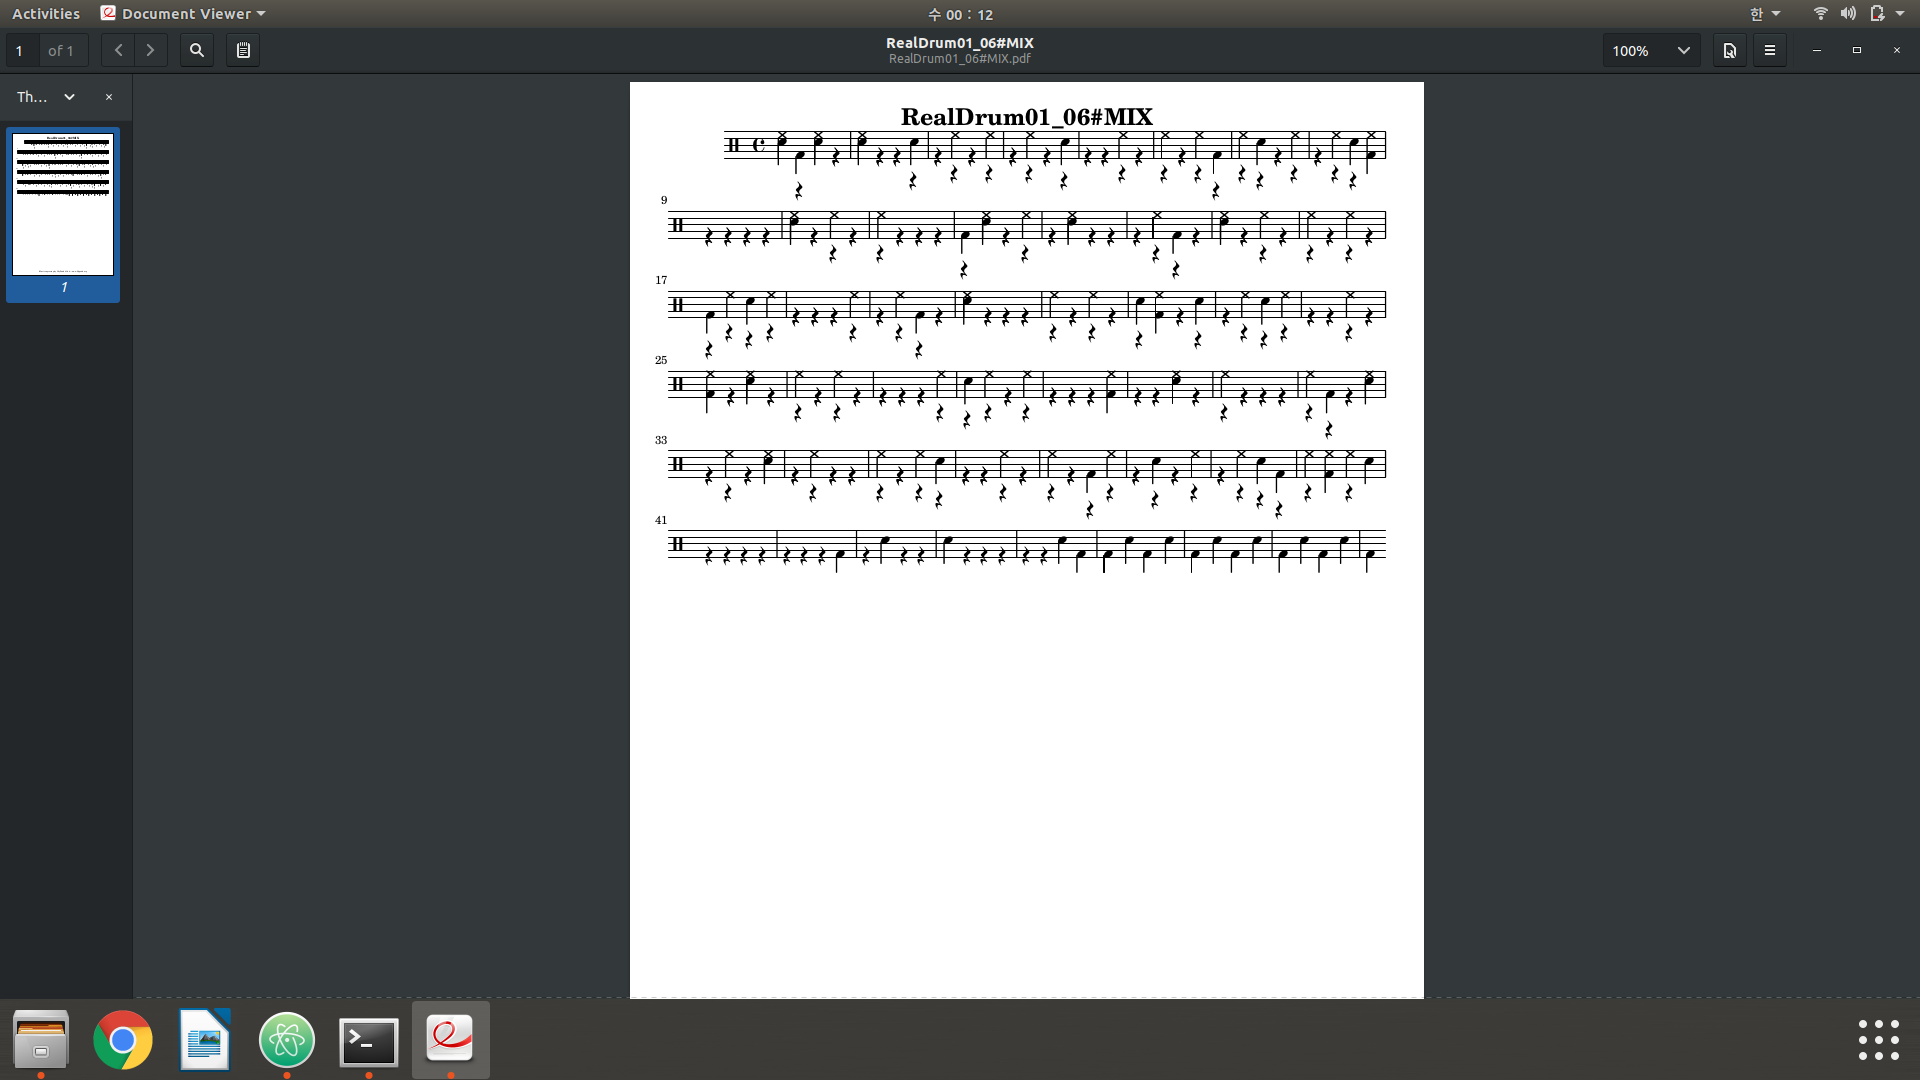 Activities
Document Viewer
수 00 : 12
한
1
of 1
RealDrum01_06#MIX
RealDrum01_06#MIX.pdf
100%
Th...
1
RealDrum01_06#MIX
9
17
25
33
41